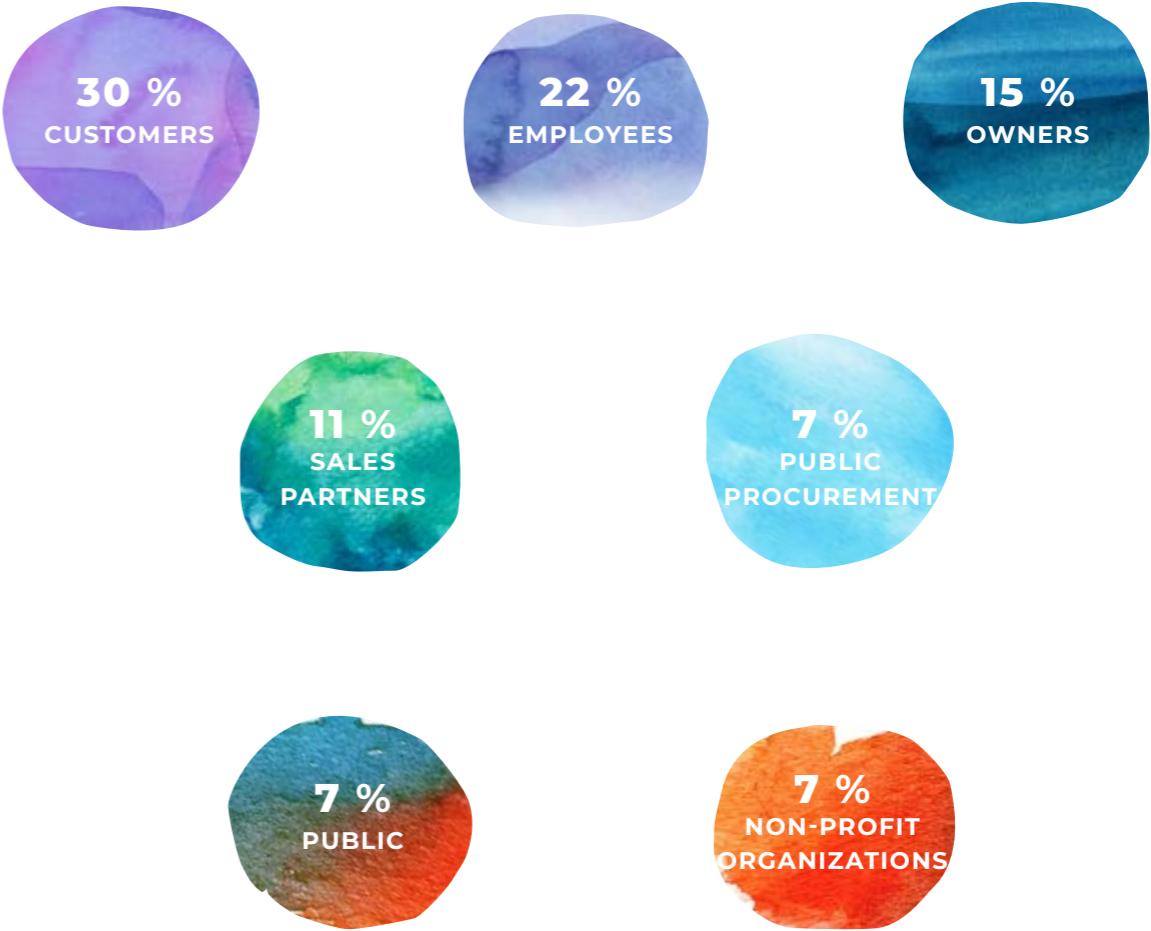 30 %
CUSTOMERS
22 %
EMPLOYEES
15 %
OWNERS
11 %
SALES
PARTNERS
7 %
PUBLIC
PROCUREMENT
7 %
PUBLIC
7 %
NON-PROFIT
ORGANIZATIONS